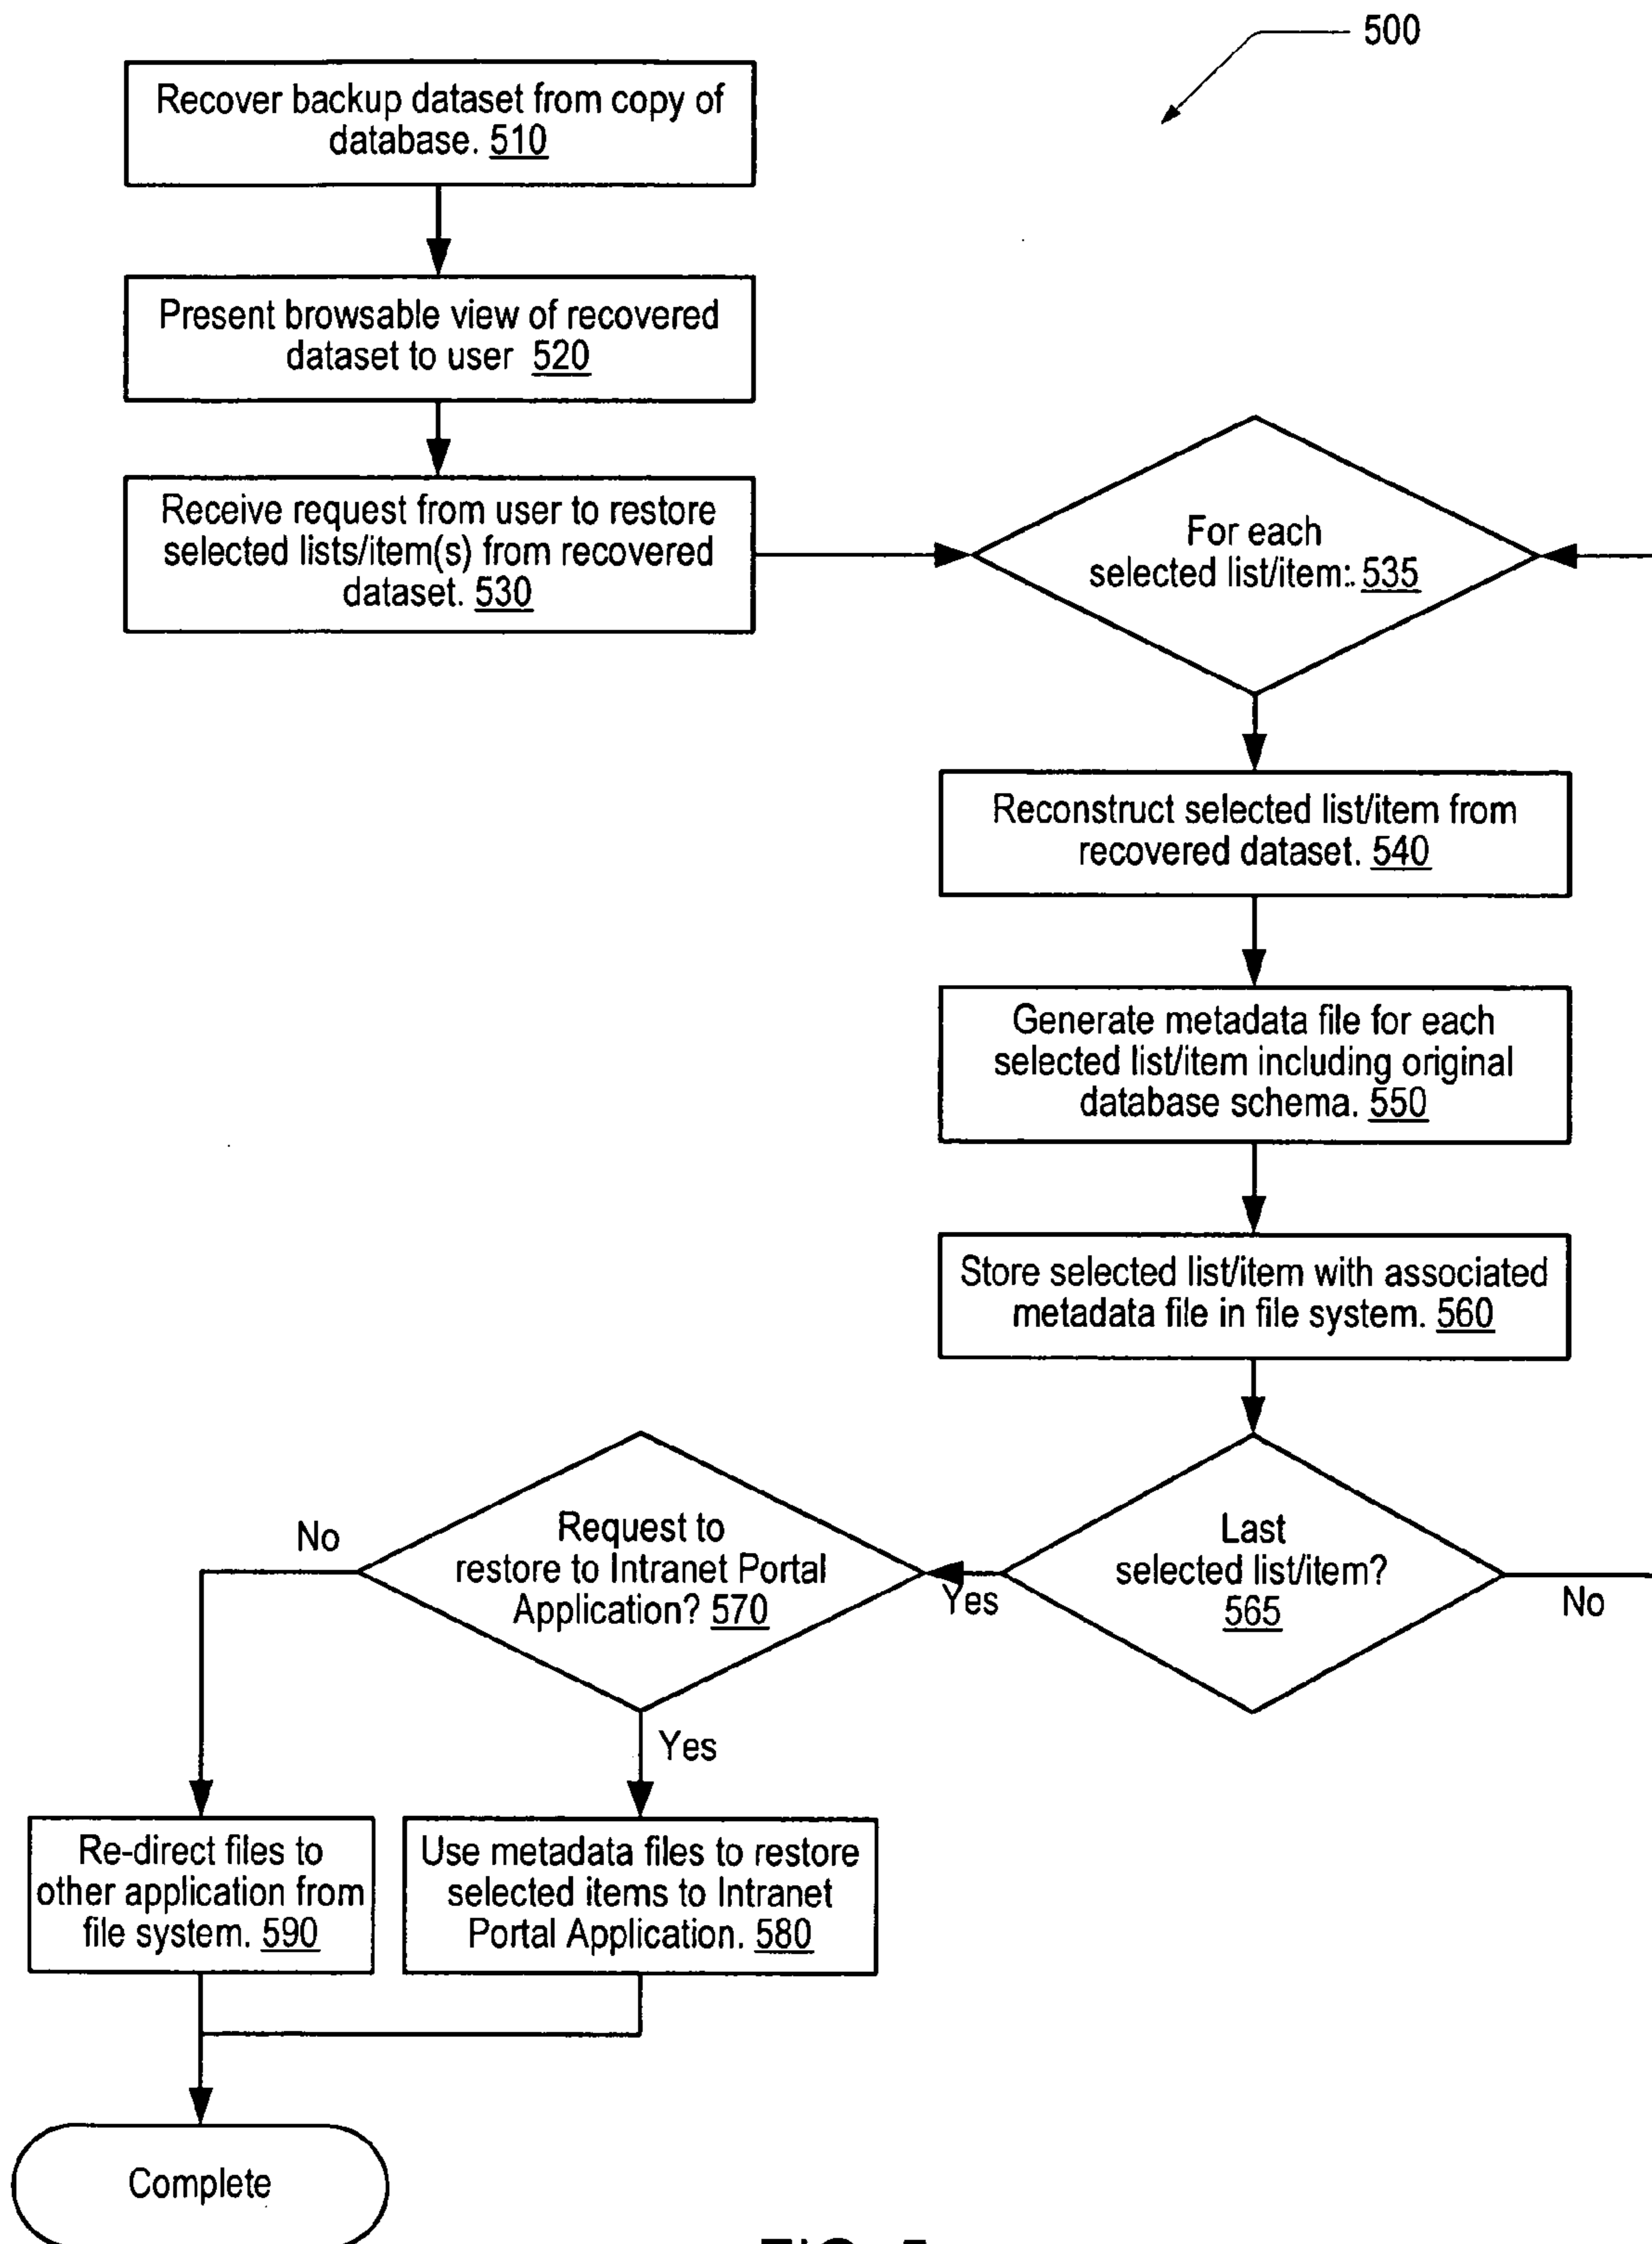 500
Recover backup dataset from copy of
database. 510
Present browsable view of recovered
dataset to user 520
Receive request from user to restore
selected lists/item(s) from recovered
dataset. 530
For each
selected list/item:. 535
Reconstruct selected list/item from
recovered dataset. 540
Generate metadata file for each
selected list/item including original
database schema. 550
Store selected list/item with associated
metadata file in file system. 560
Last
selected list/item?
565
No
Yes
Request to
restore to Intranet Portal
Application? 570
No
Yes
Re-direct files to
other application from
file system. 590
Use metadata files to restore
selected items to Intranet
Portal Application. 580
Complete